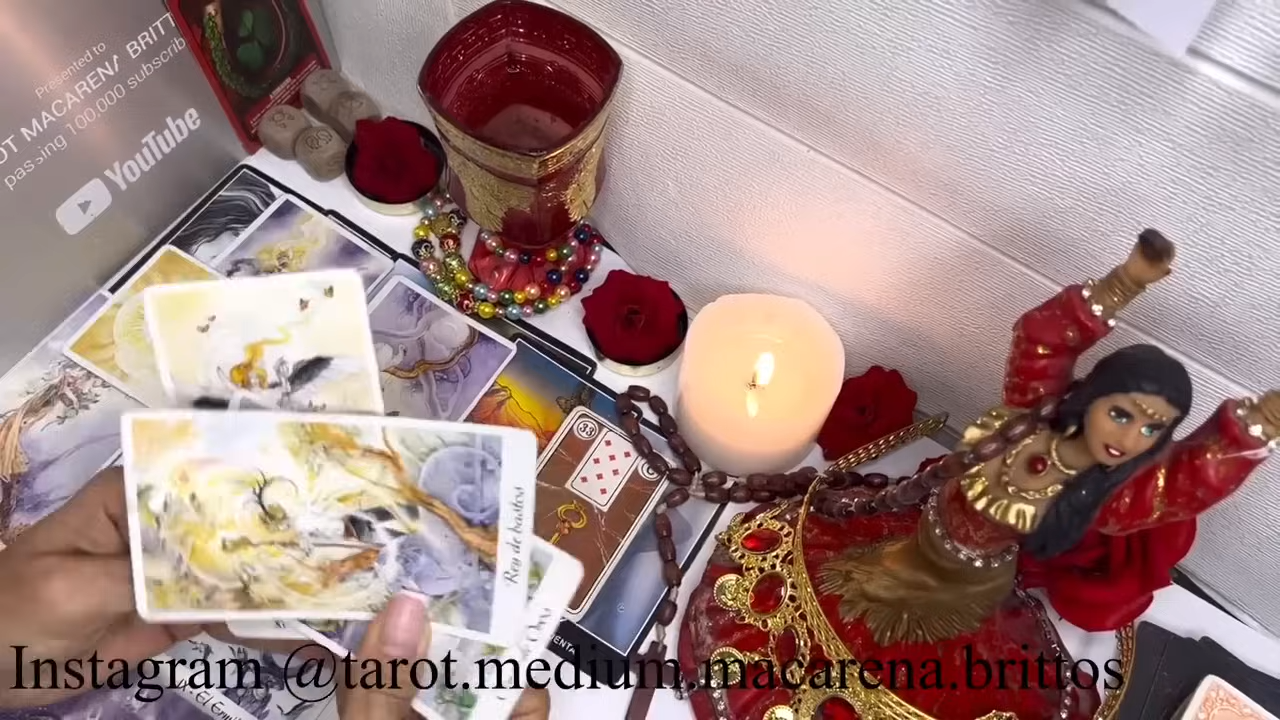 Presented to
OT MACARENA BRITT
passing 100,000 subscrib
YouTube
33
Rey de bastos
Instagram @tarot.medium.macarena.brittos